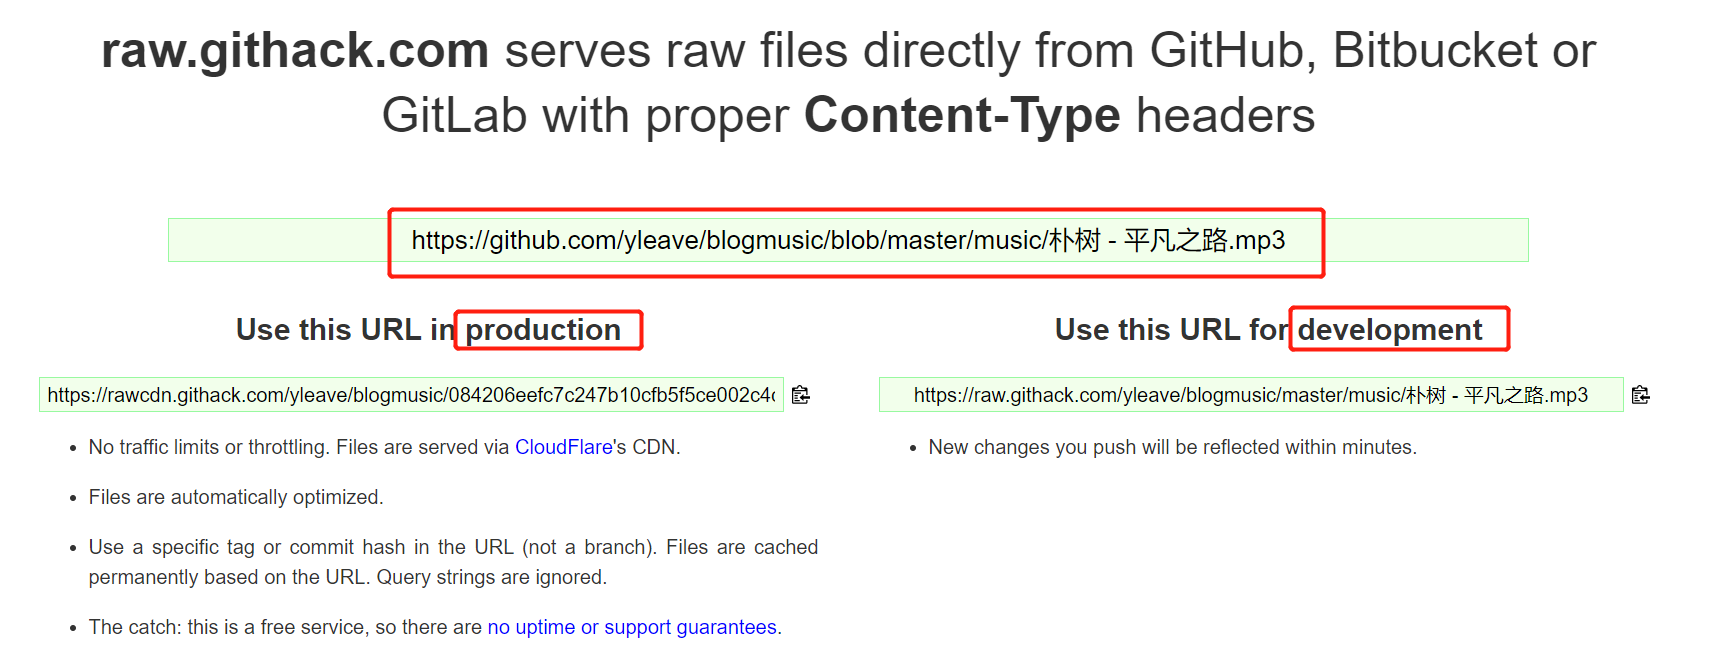 raw.githack.com serves raw files directly from GitHub, Bitbucket or
GitLab with proper Content-Type headers
https://github.com/yleave/blogmusic/blob/master/music/朴树 - 平凡之路.mp3
Use this URL in production
https://rawcdn.githack.com/yleave/blogmusic/084206eefc7c247b10cfb5f5ce002c4c
No traffic limits or throttling. Files are served via CloudFlare's CDN.
Files are automatically optimized.
Use a specific tag or commit hash in the URL (not a branch). Files are cached
permanently based on the URL. Query strings are ignored.
The catch: this is a free service, so there are no uptime or support guarantees.
Use this URL for development
https://raw.githack.com/yleave/blogmusic/master/music/朴树 - 平凡之路.mp3
New changes you push will be reflected within minutes.